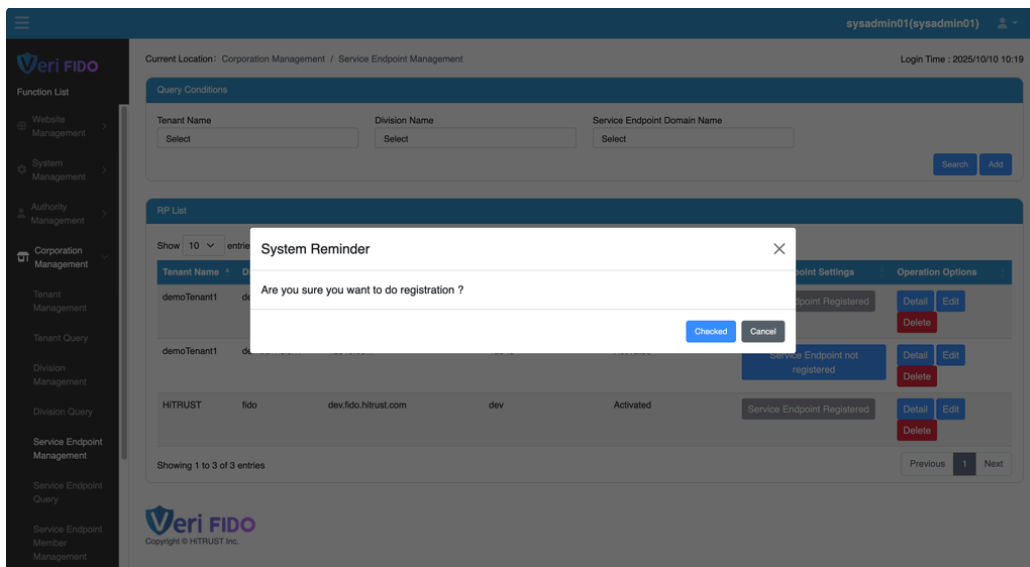 sysadmin01(sysadmin01)
Veri FIDO
Current Location: Corporation Management / Service Endpoint Management
Login Time : 2025/10/10 10:19
Function List
Website
Management
System
Management
Authority
Management
Corporation
Management
Tenant
Management
Tenant Query
Division
Management
Division Query
Service Endpoint
Management
Service Endpoint
Query
Service Endpoint
Member
Management
Query Conditions
Tenant Name Division Name Service Endpoint Domain Name
Select Select Select
Search Add
RP List
Show 10 entrie
System Reminder
Are you sure you want to do registration ?
Checked Cancel
Tenant Name Settings Operation Options
demoTenant1 Registered Detail Edit
Delete
demoTenant1 Service Endpoint not Detail Edit
registered Delete
HiTRUST fido dev.fido.hitrust.com dev Activated Service Endpoint Registered Detail Edit
Delete
Showing 1 to 3 of 3 entries
Previous 1 Next
Veri FIDO
Copyright © HiTRUST Inc.